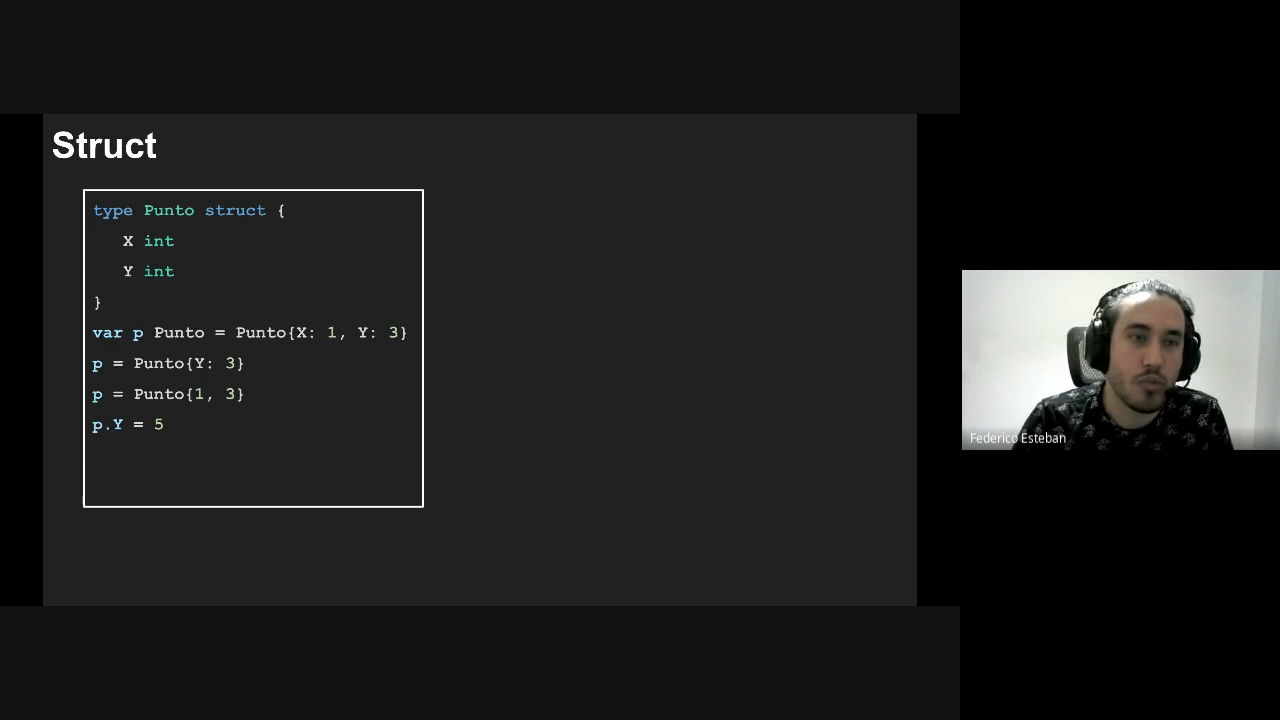 Struct
type Punto struct {
X int
Y int
}
var p Punto = Punto{X: 1, Y: 3}
p = Punto{Y: 3}
p = Punto{1, 3}
p.Y = 5
Federico Esteban